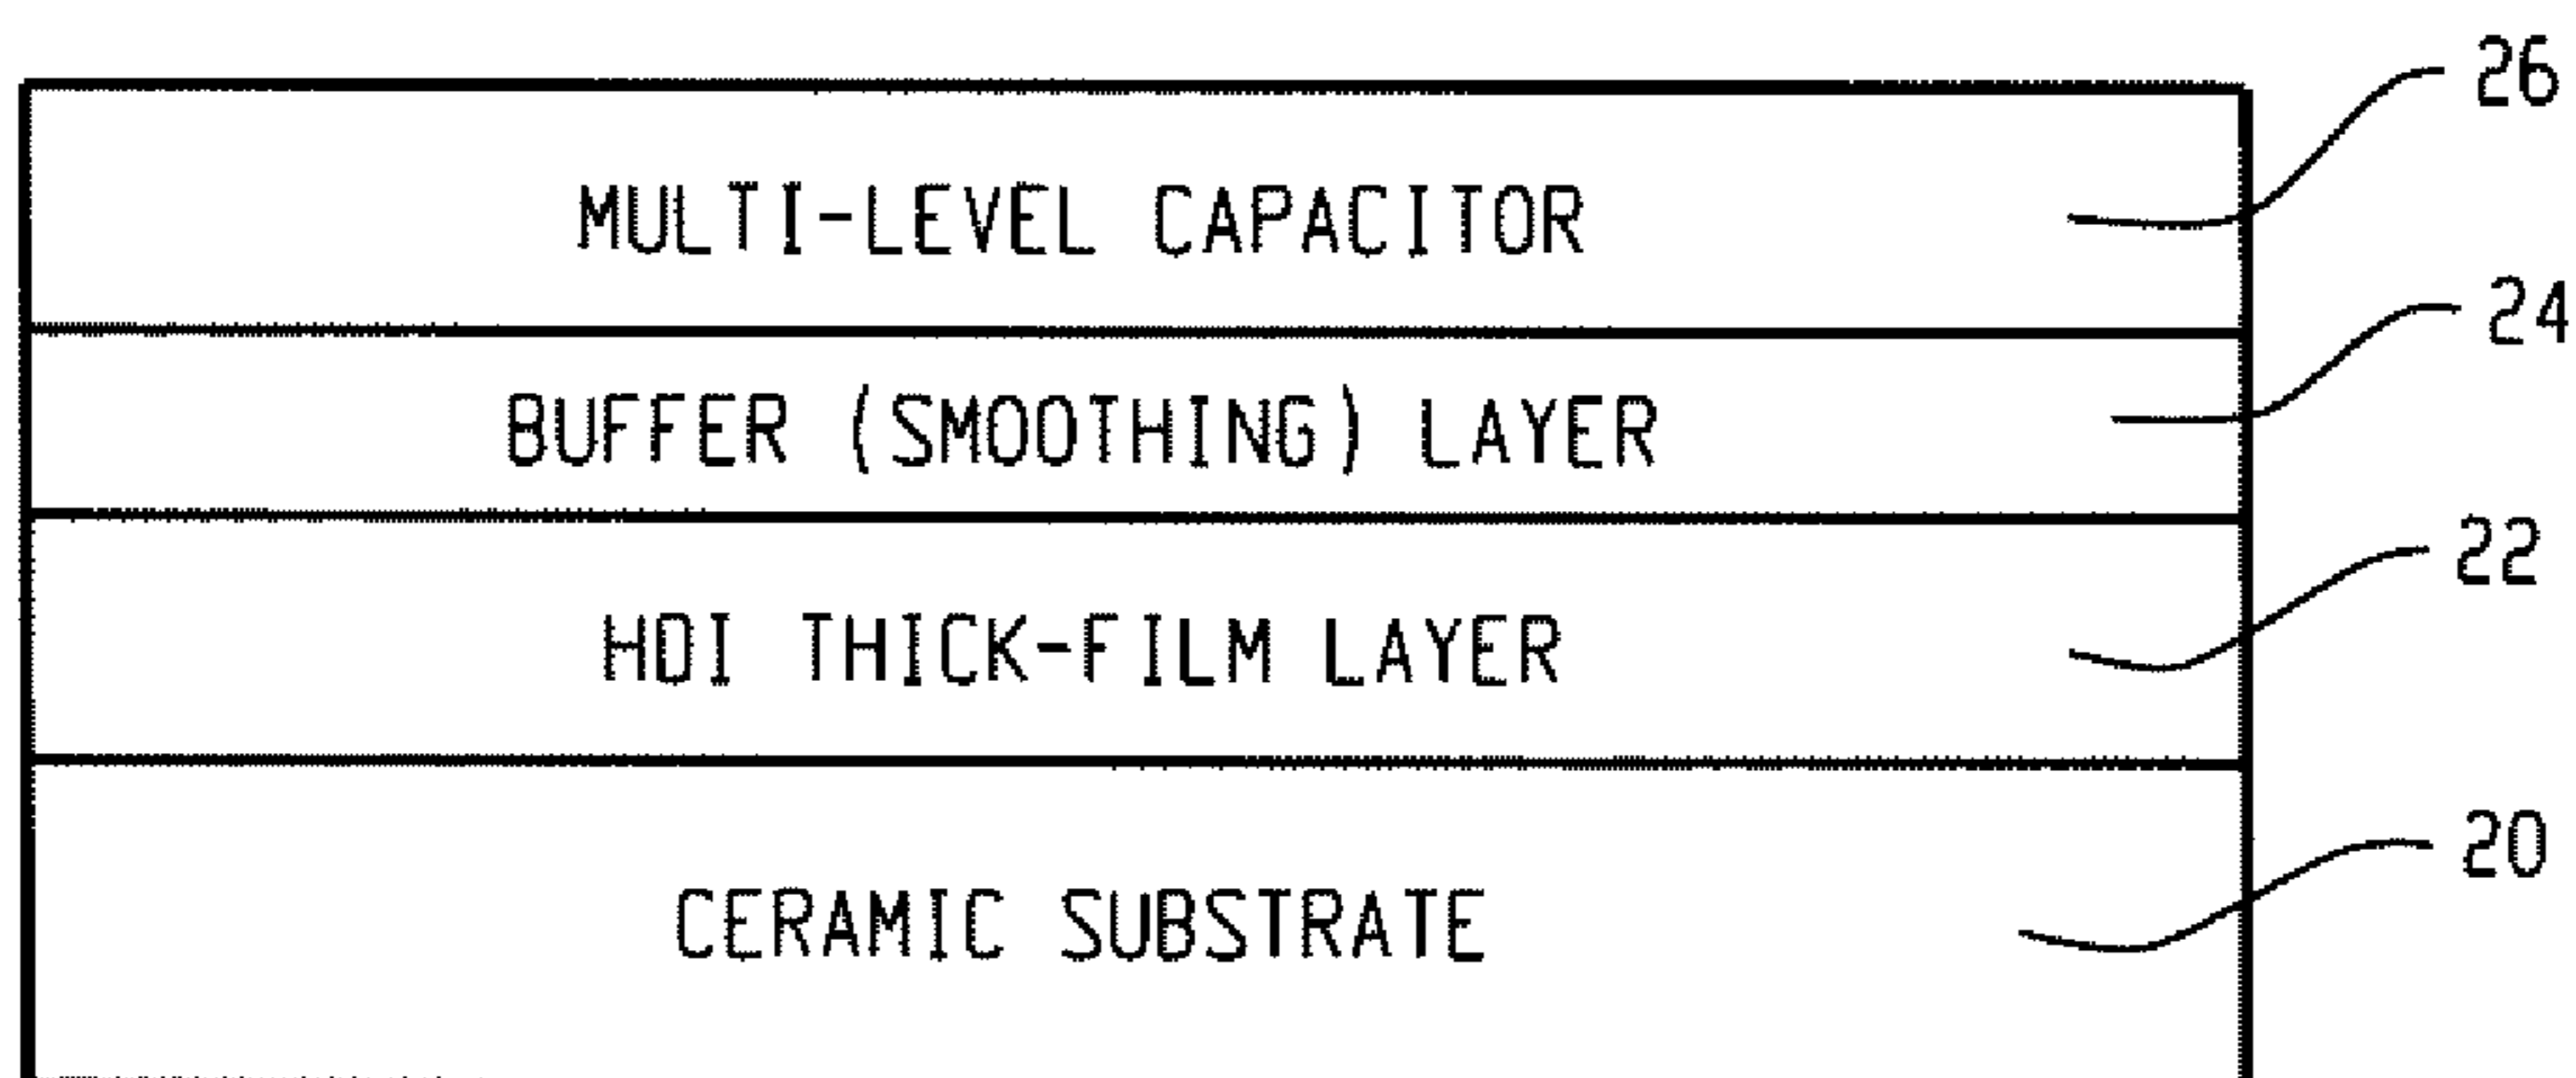 26
MULTI-LEVEL CAPACITOR
24
BUFFER (SMOOTHING) LAYER
22
HDI THICK-FILM LAYER
20
CERAMIC SUBSTRATE